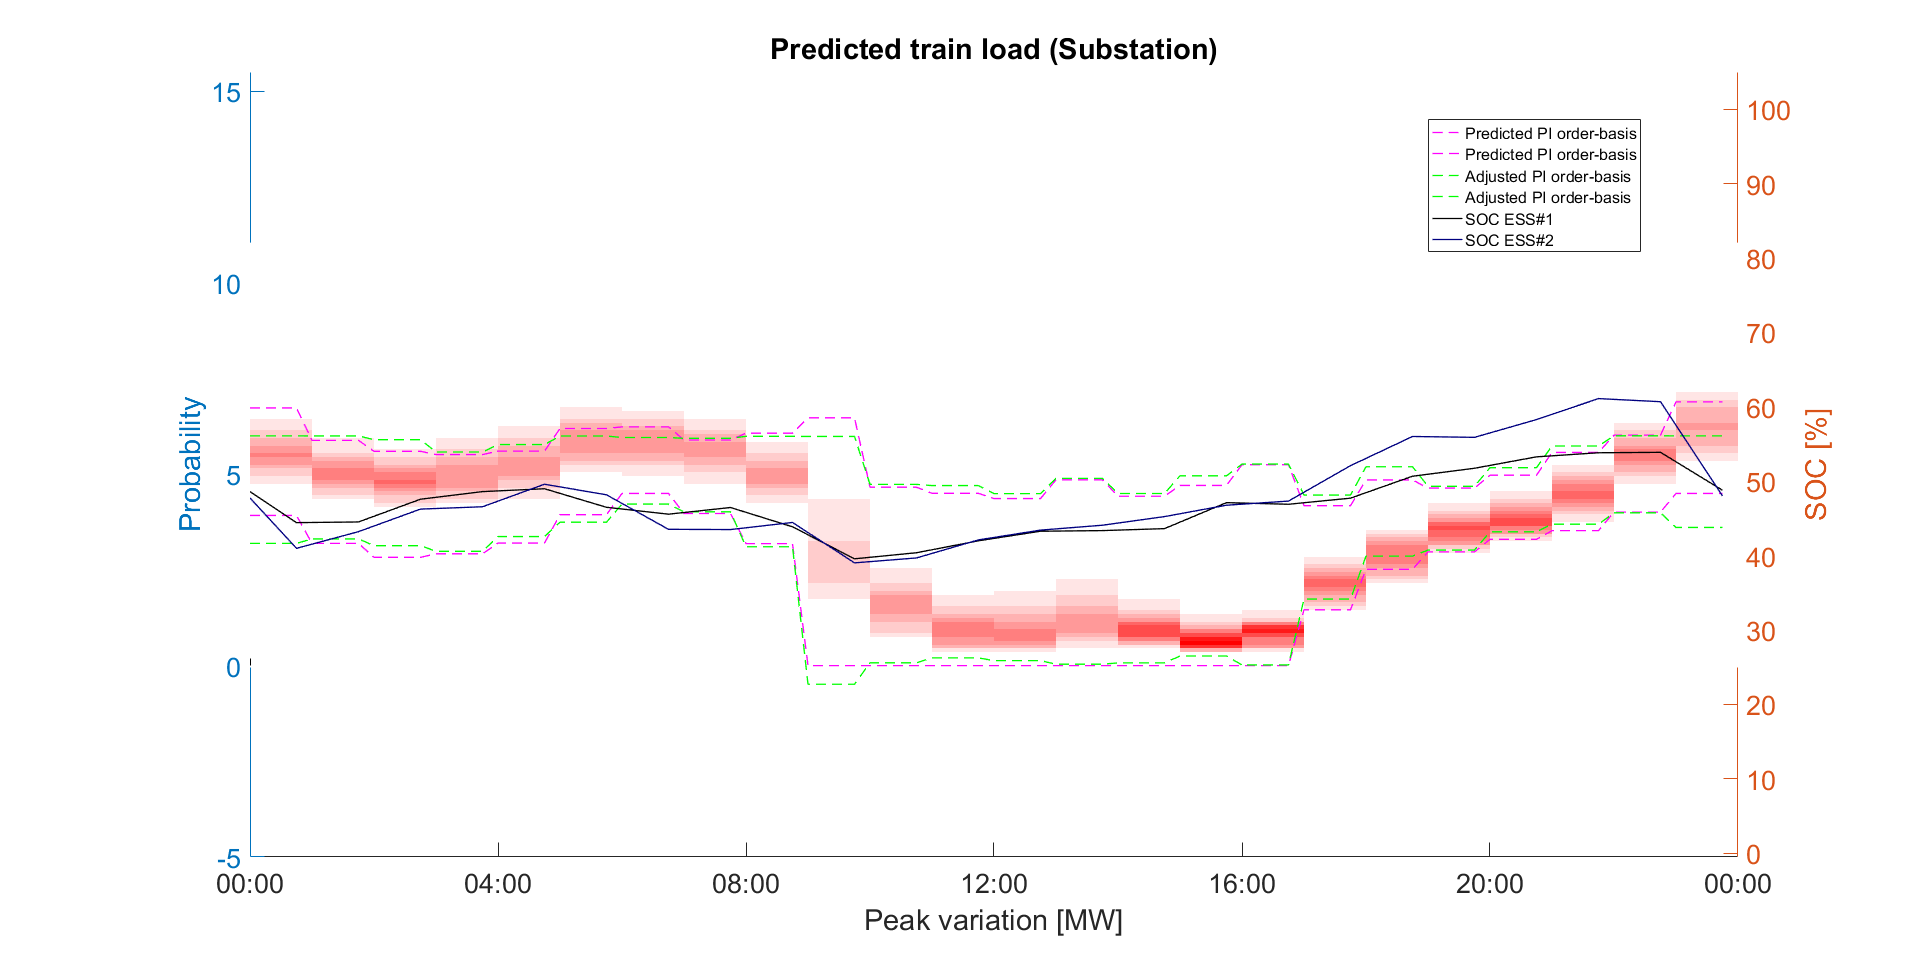 Predicted train load (Substation)
15
10
5
0
-5
Probability
100
90
80
70
60
50
40
30
20
10
0
SOC [%]
Predicted PI order-basis
Predicted PI order-basis
Adjusted PI order-basis
Adjusted PI order-basis
SOC ESS#1
SOC ESS#2
00:00 04:00 08:00 12:00 16:00 20:00 00:00
Peak variation [MW]